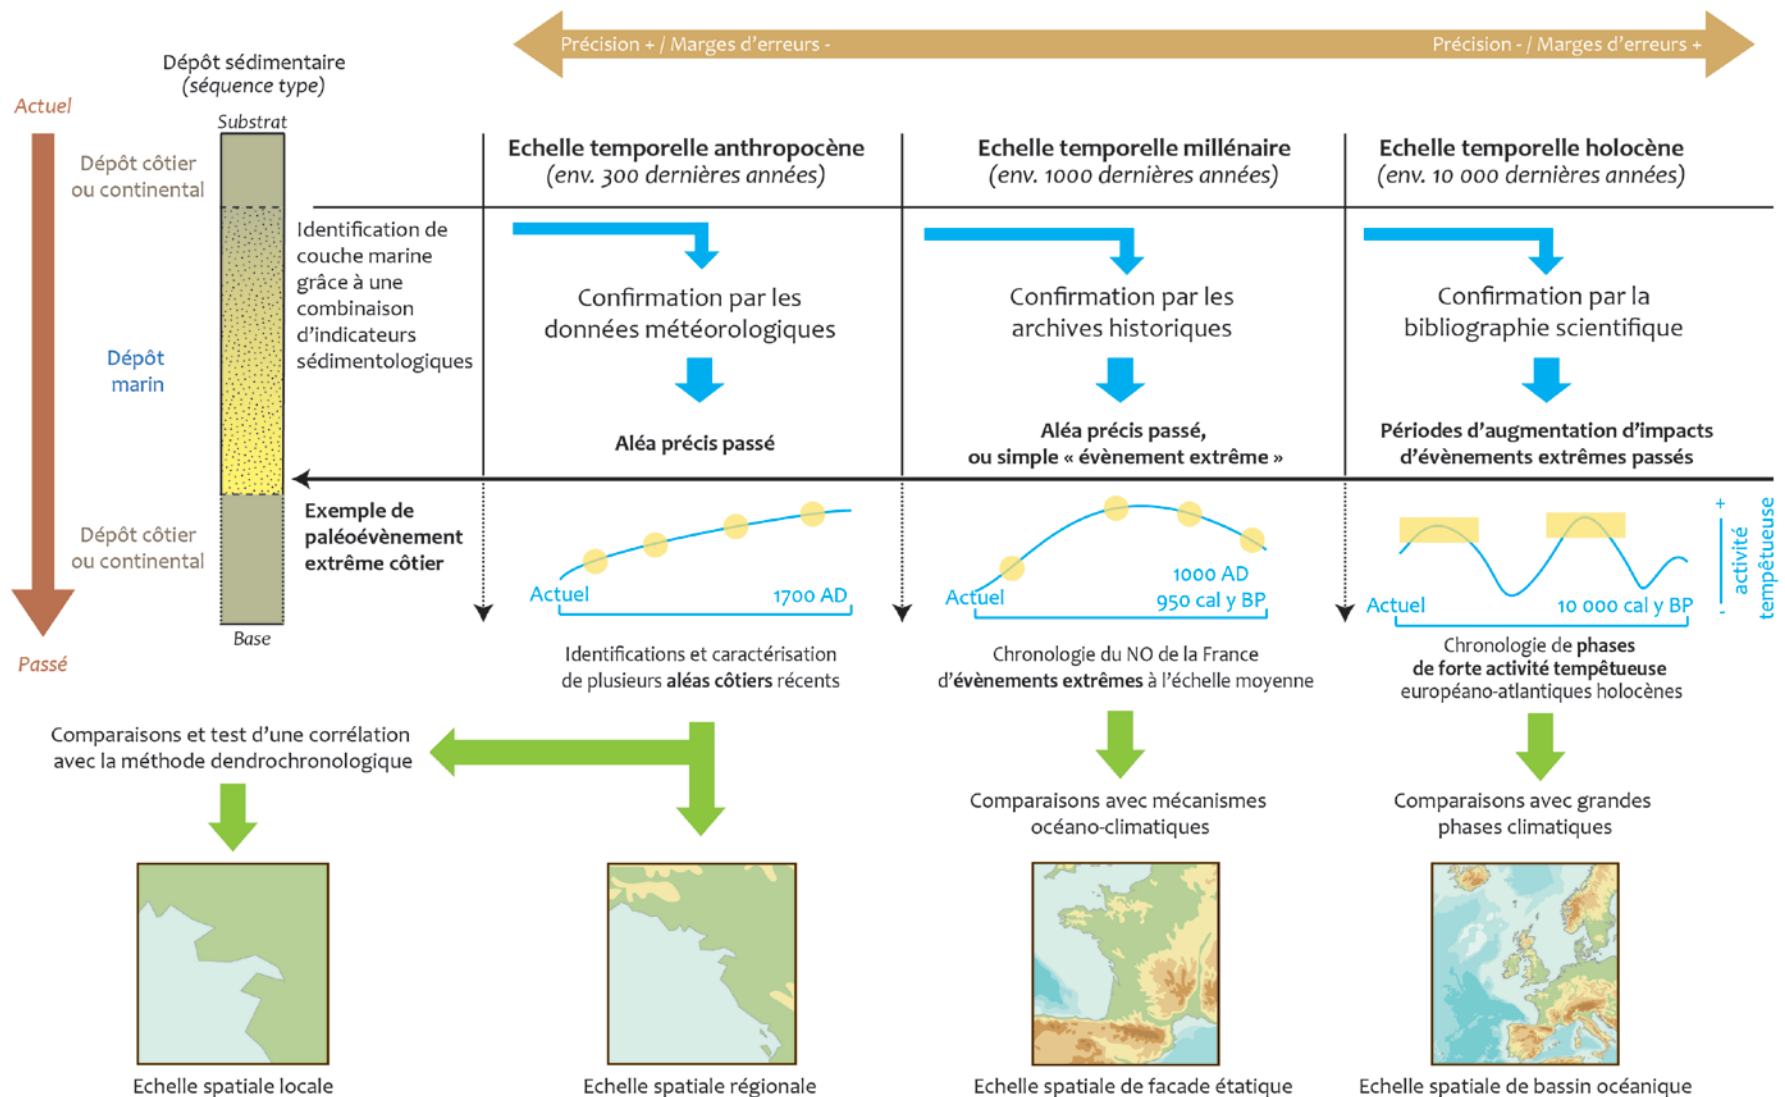 Précision + / Marges d'erreurs -
Précision - / Marges d'erreurs +
Dépôt sédimentaire
(séquence type)
Actuel
Substrat
Dépôt côtier
ou continental
Dépôt
marin
Dépôt côtier
ou continental
Base
Passé
Identification de
couche marine
grâce à une
combinaison
d'indicateurs
sédimentologiques
Exemple de
paléoévènement
extrême côtier
Echelle temporelle anthropocène
(env. 300 dernières années)
Confirmation par les
données météorologiques
Aléa précis passé
Actuel
1700 AD
Identifications et caractérisation
de plusieurs aléas côtiers récents
Echelle temporelle millénaire
(env. 1000 dernières années)
Confirmation par les
archives historiques
Aléa précis passé,
ou simple « évènement extrême »
Actuel
1000 AD
950 cal y BP
Chronologie du NO de la France
d'évènements extrêmes à l'échelle moyenne
Echelle temporelle holocène
(env. 10 000 dernières années)
Confirmation par la
bibliographie scientifique
Périodes d'augmentation d'impacts
d'évènements extrêmes passés
Actuel
10 000 cal y BP
+
activité
tempêtueuse
-
Chronologie de phases
de forte activité tempêtueuse
européano-atlantiques holocènes
Comparaisons et test d'une corrélation
avec la méthode dendrochronologique
Comparaisons avec mécanismes
océano-climatiques
Comparaisons avec grandes
phases climatiques
Echelle spatiale locale
Echelle spatiale régionale
Echelle spatiale de facade étatique
Echelle spatiale de bassin océanique